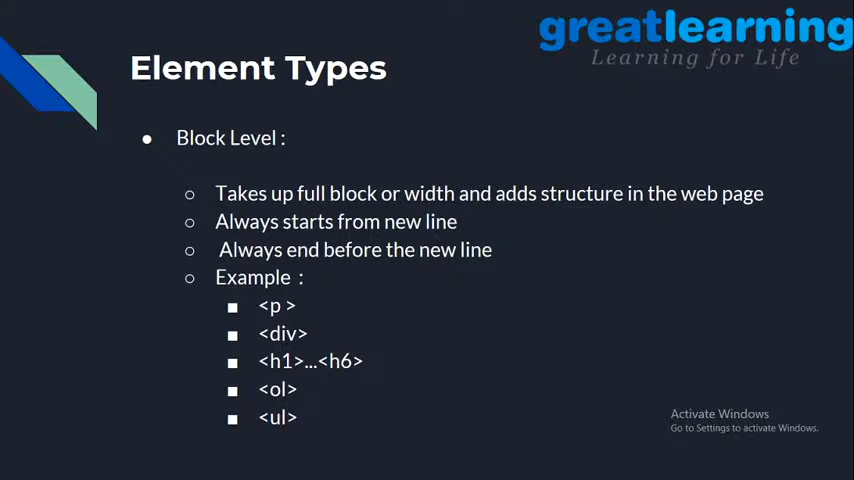 greatlearning
Learning for Life
Element Types
● Block Level :
○ Takes up full block or width and adds structure in the web page
○ Always starts from new line
○ Always end before the new line
○ Example :
■ <p >
■ <div>
■ <h1>...<h6>
■ <ol>
■ <ul>
Activate Windows
Go to Settings to activate Windows.